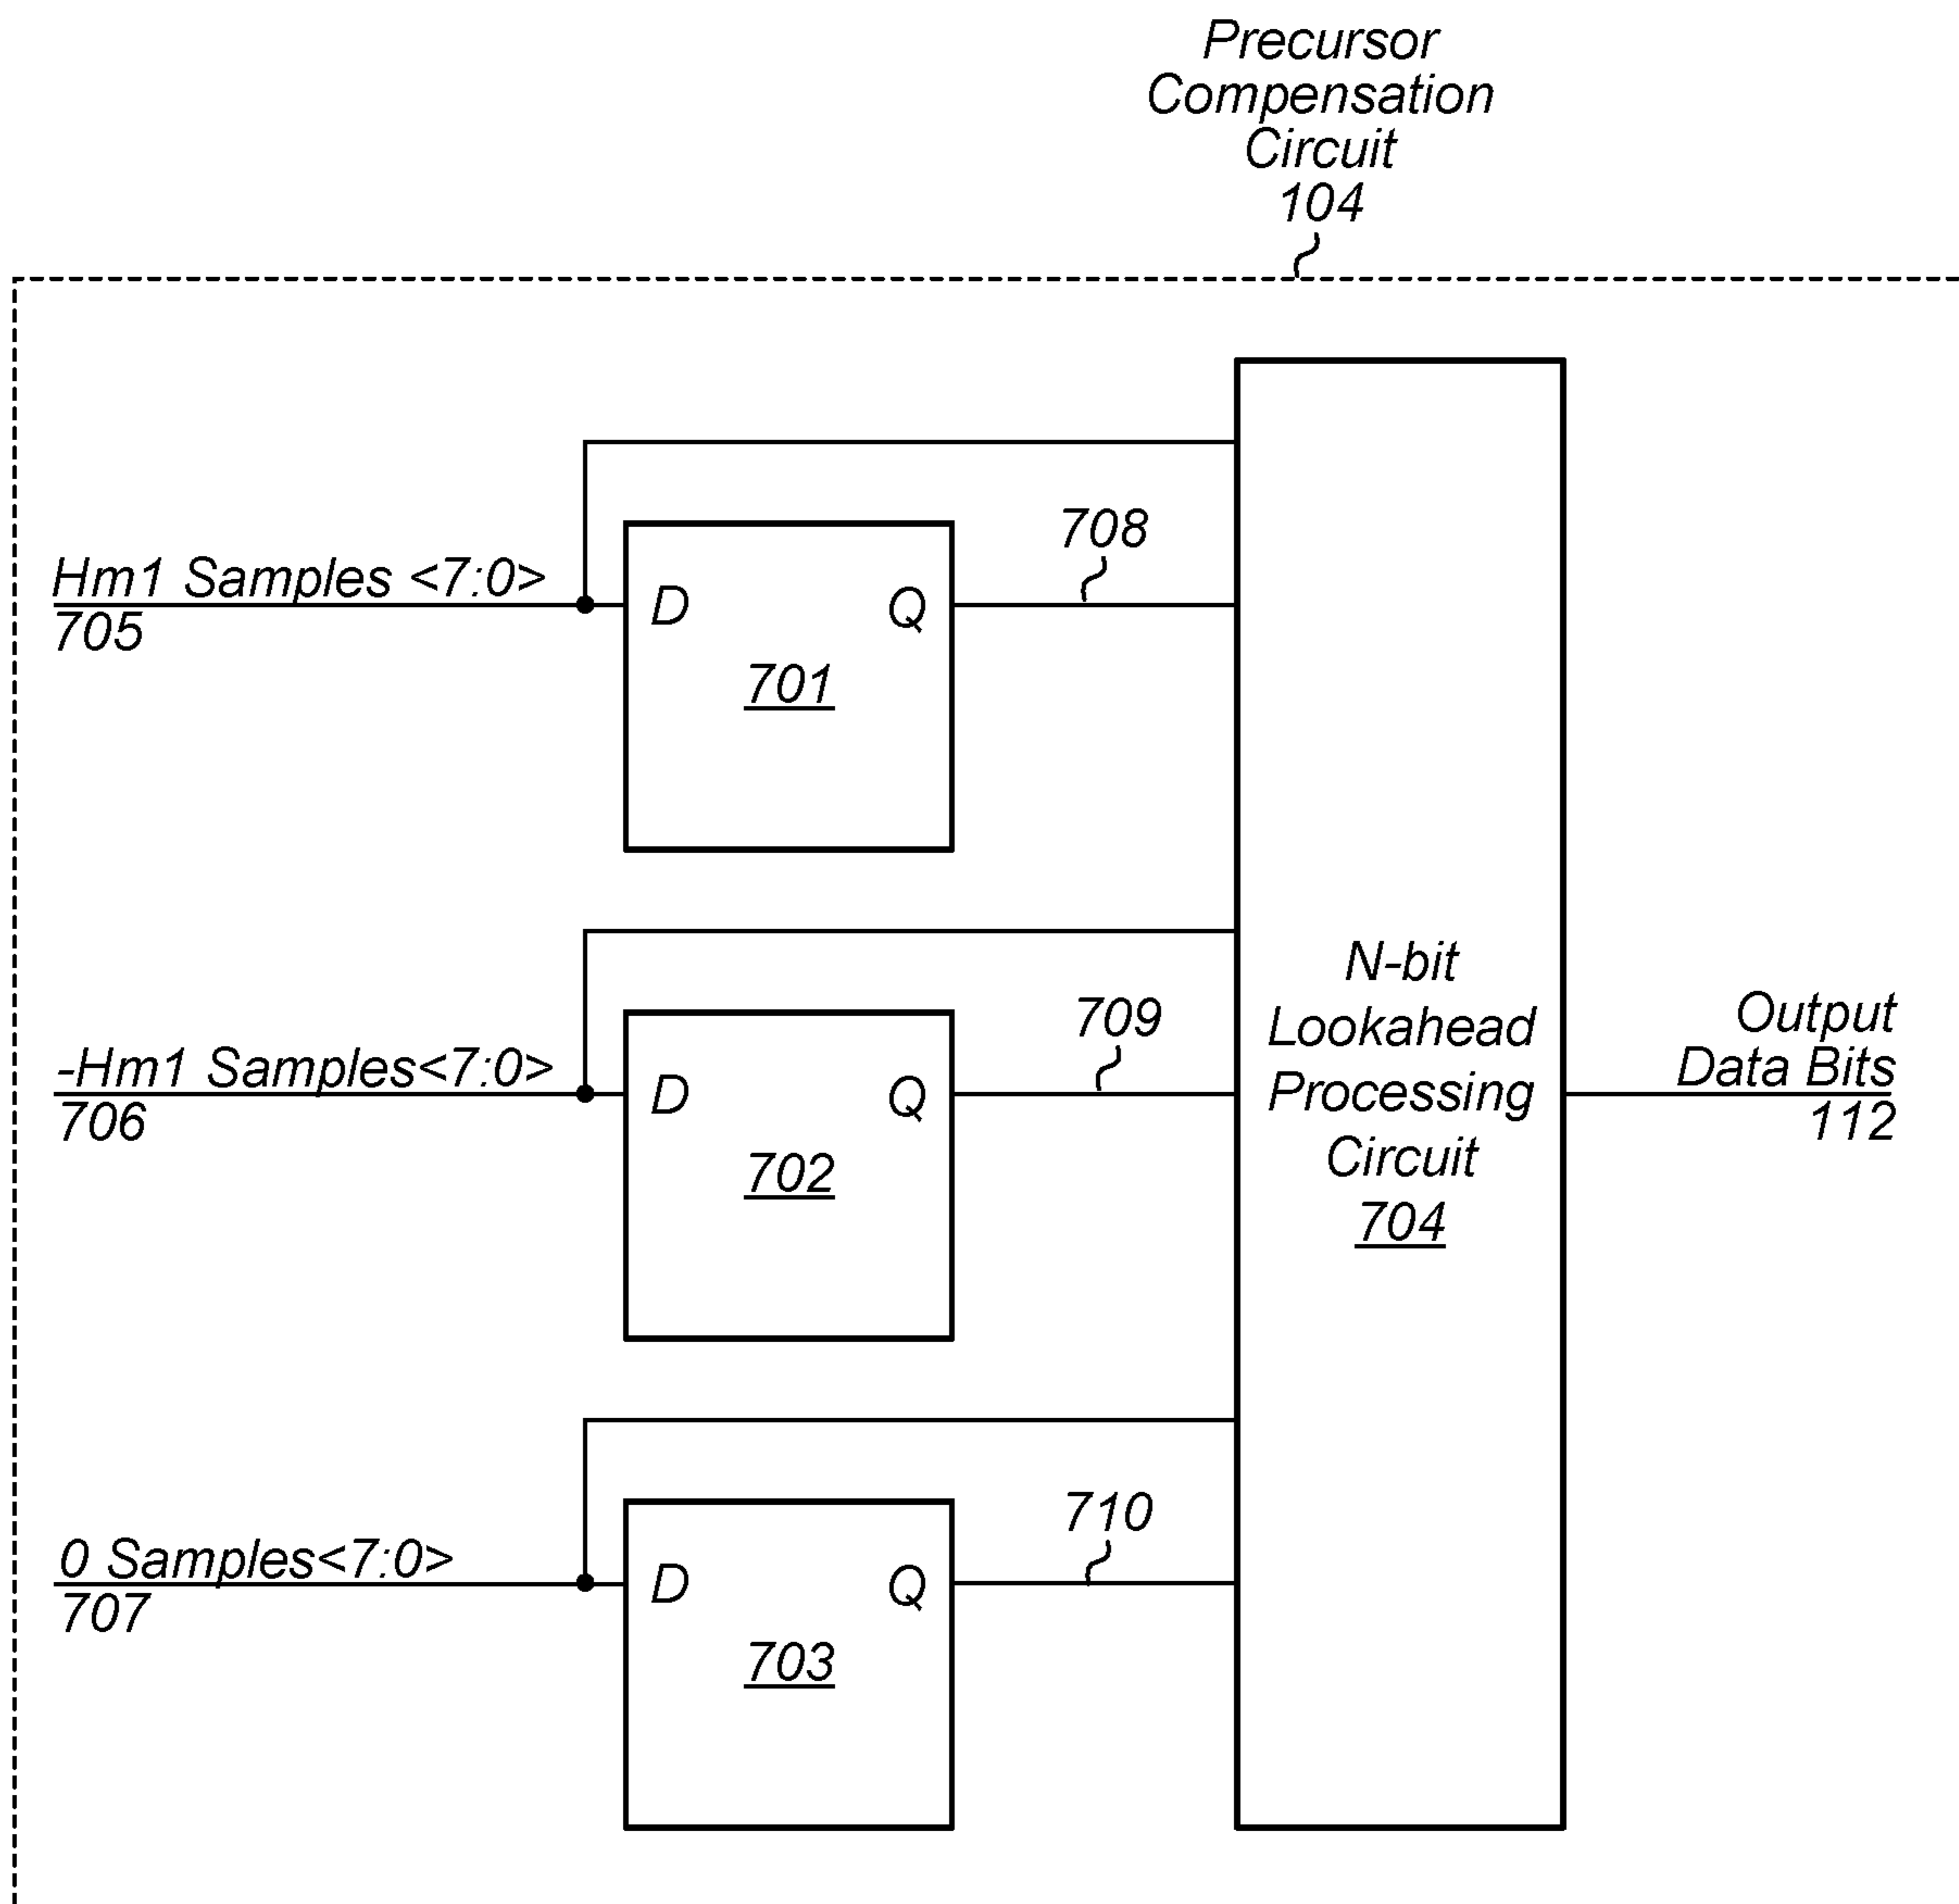 Precursor
Compensation
Circuit
104
Hm1 Samples <7:0>
705
D
Q
701
708
-Hm1 Samples<7:0>
706
D
Q
702
709
0 Samples<7:0>
707
D
Q
703
710
N-bit
Lookahead
Processing
Circuit
704
Output
Data Bits
112